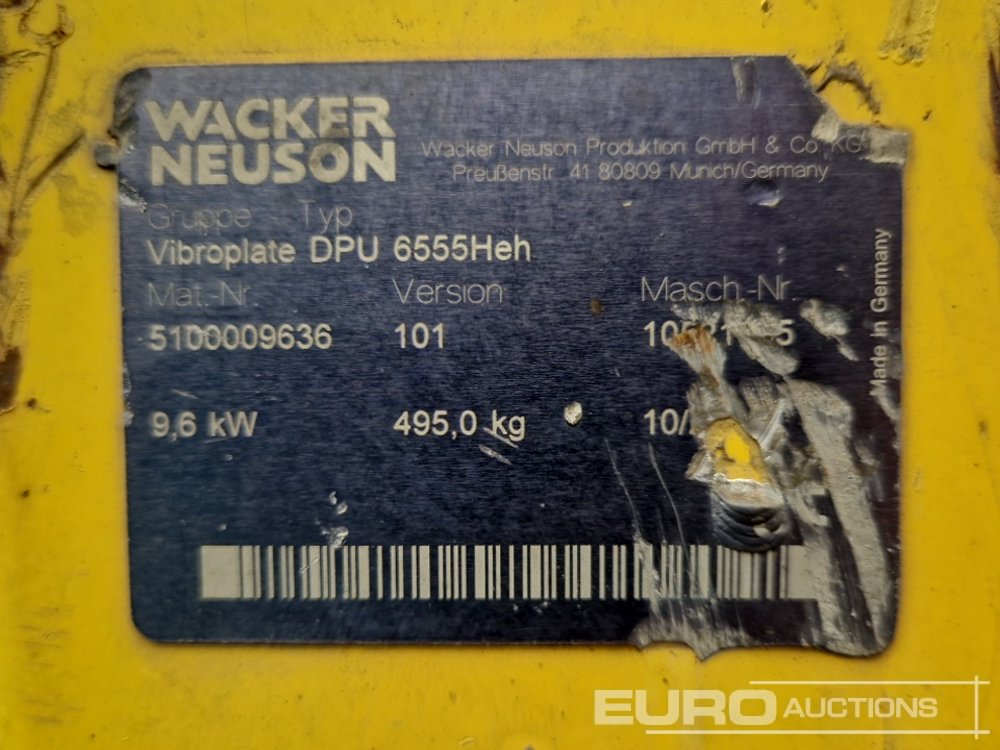 WACKER
NEUSON
Wacker Neuson Produktion GmbH & Co. KG
Preußenstr. 41 80809 Munich/Germany
Gruppe - Typ
Vibroplate DPU 6555Heh
Mat.-Nr. Version Masch.-Nr.
5100009636 101
9,6 kW 495,0 kg 10/
Made in Germany
EURO AUCTIONS